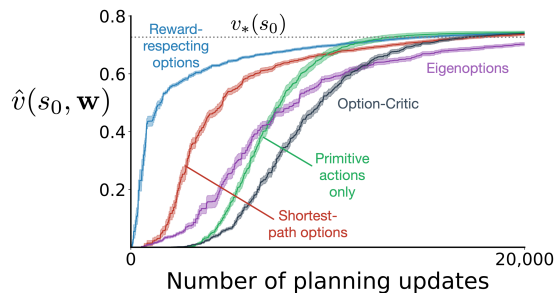 0.8
v*(s0)
Reward-
respecting
options
0.6
Eigenoptions
v̂(s0, w)
Option-Critic
0.4
Primitive
actions
only
0.2
Shortest-
path options
0
20,000
Number of planning updates